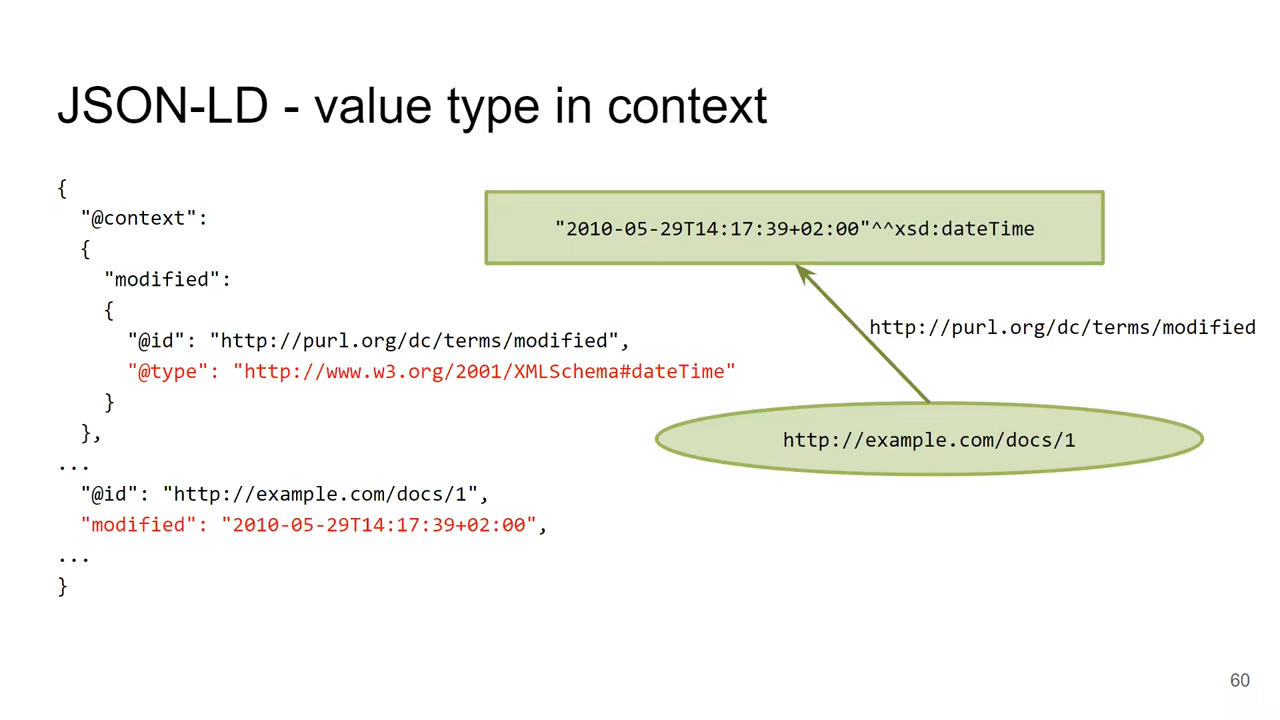 JSON-LD - value type in context
{
  "@context":
  {
    "modified":
    {
      "@id": "http://purl.org/dc/terms/modified",
      "@type": "http://www.w3.org/2001/XMLSchema#dateTime"
    }
  },
...
  "@id": "http://example.com/docs/1",
  "modified": "2010-05-29T14:17:39+02:00",
...
}
"2010-05-29T14:17:39+02:00"^^xsd:dateTime
http://purl.org/dc/terms/modified
http://example.com/docs/1
60